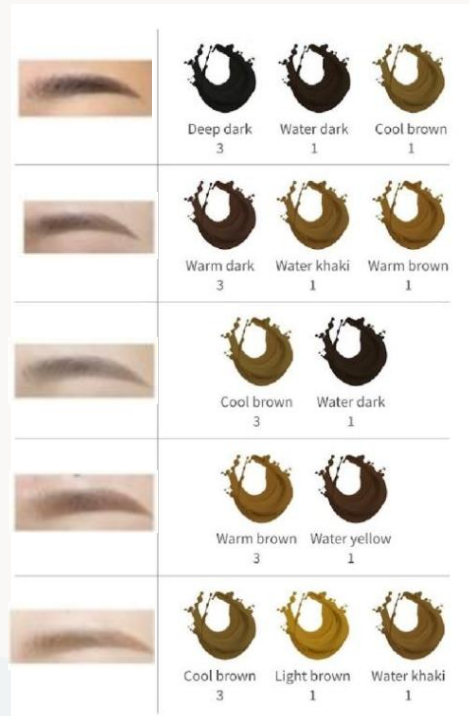 Deep dark Water dark Cool brown
3 1 1
Warm dark Water khaki Warm brown
3 1 1
Cool brown Water dark
3 1
Warm brown Water yellow
3 1
Cool brown Light brown Water khaki
3 1 1